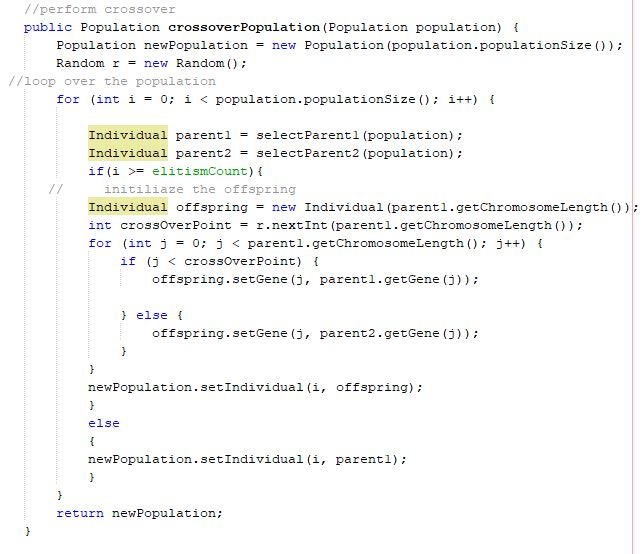 //perform crossover
public Population crossoverPopulation(Population population) {
Population newPopulation = new Population(population.populationSize());
Random r = new Random();
//loop over the population
for (int i = 0; i < population.populationSize(); i++) {
Individual parent1 = selectParent1(population);
Individual parent2 = selectParent2(population);
if(i >= elitismCount){
// initiliaze the offspring
Individual offspring = new Individual(parent1.getChromosomeLength());
int crossOverPoint = r.nextInt(parent1.getChromosomeLength());
for (int j = 0; j < parent1.getChromosomeLength(); j++) {
if (j < crossOverPoint) {
offspring.setGene(j, parent1.getGene(j));
} else {
offspring.setGene(j, parent2.getGene(j));
}
}
newPopulation.setIndividual(i, offspring);
}
else
{
newPopulation.setIndividual(i, parent1);
}
}
return newPopulation;
}